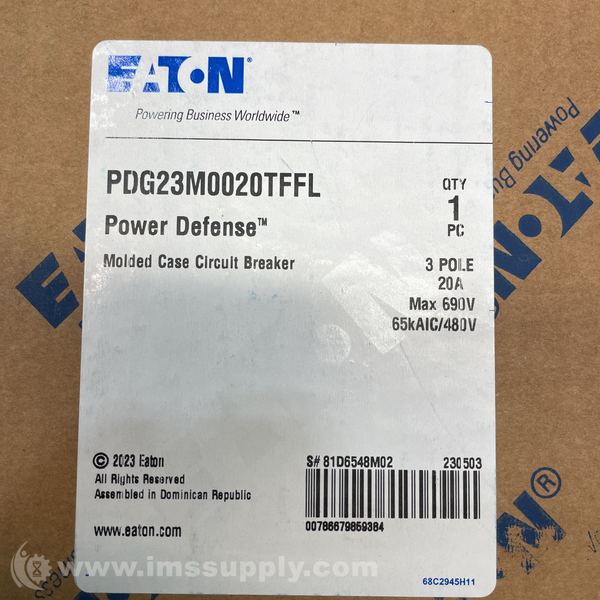 EATON®
Powering Business Worldwide™
PDG23M0020TFFL
QTY
1
PC
Power Defense™
Molded Case Circuit Breaker
3 POLE
20A
Max 690V
65kAIC/480V
© 2023 Eaton
All Rights Reserved
Assembled in Dominican Republic
www.eaton.com
S# 81D6548M02 230503
00786679859384
68C2945H11
www.imssupply.com
Powering Bus